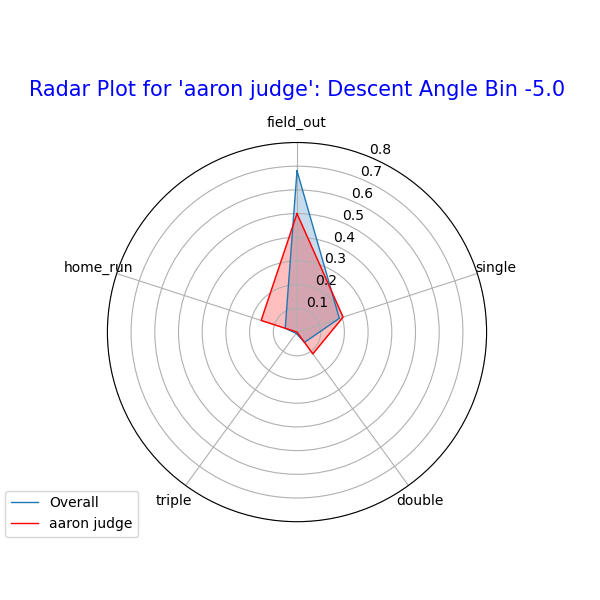 Radar Plot for 'aaron judge': Descent Angle Bin -5.0
field_out
0.8
0.7
0.6
0.5
0.4
0.3
0.2
0.1
home_run
single
triple
double
Overall
aaron judge